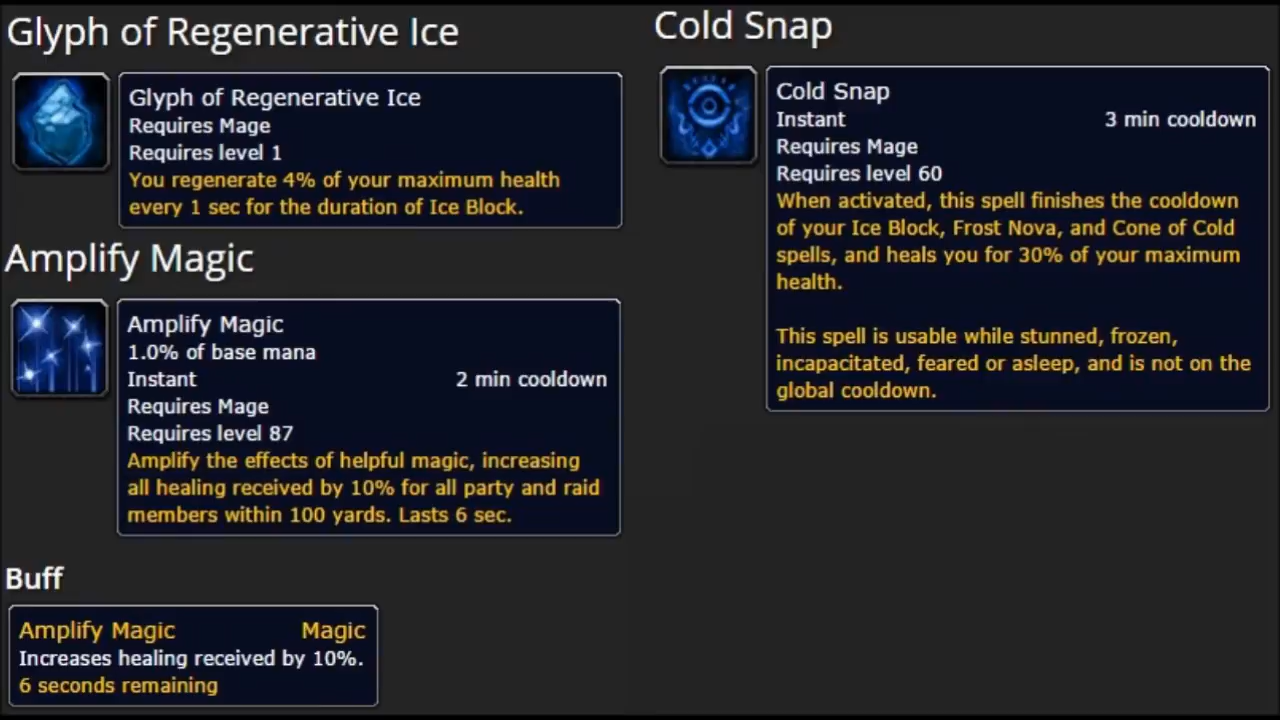 Glyph of Regenerative Ice
Glyph of Regenerative Ice
Requires Mage
Requires level 1
You regenerate 4% of your maximum health
every 1 sec for the duration of Ice Block.
Amplify Magic
Amplify Magic
1.0% of base mana
Instant 2 min cooldown
Requires Mage
Requires level 87
Amplify the effects of helpful magic, increasing
all healing received by 10% for all party and raid
members within 100 yards. Lasts 6 sec.
Buff
Amplify Magic Magic
Increases healing received by 10%.
6 seconds remaining
Cold Snap
Cold Snap
Instant 3 min cooldown
Requires Mage
Requires level 60
When activated, this spell finishes the cooldown
of your Ice Block, Frost Nova, and Cone of Cold
spells, and heals you for 30% of your maximum
health.
This spell is usable while stunned, frozen,
incapacitated, feared or asleep, and is not on the
global cooldown.